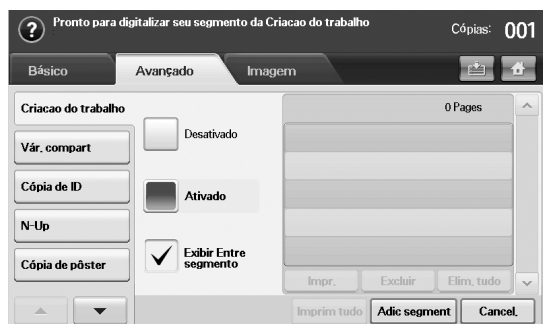 Pronto para digitalizar seu segmento da Criacao do trabalho
Cópias: 001
Básico
Avançado
Imagem
Criacao do trabalho
Vár. compart
Cópia de ID
N-Up
Cópia de pôster
Desativado
Ativado
Exibir Entre
segmento
0 Pages
Impr.
Excluir
Elim. tudo
Imprim tudo
Adic segment
Cancel.